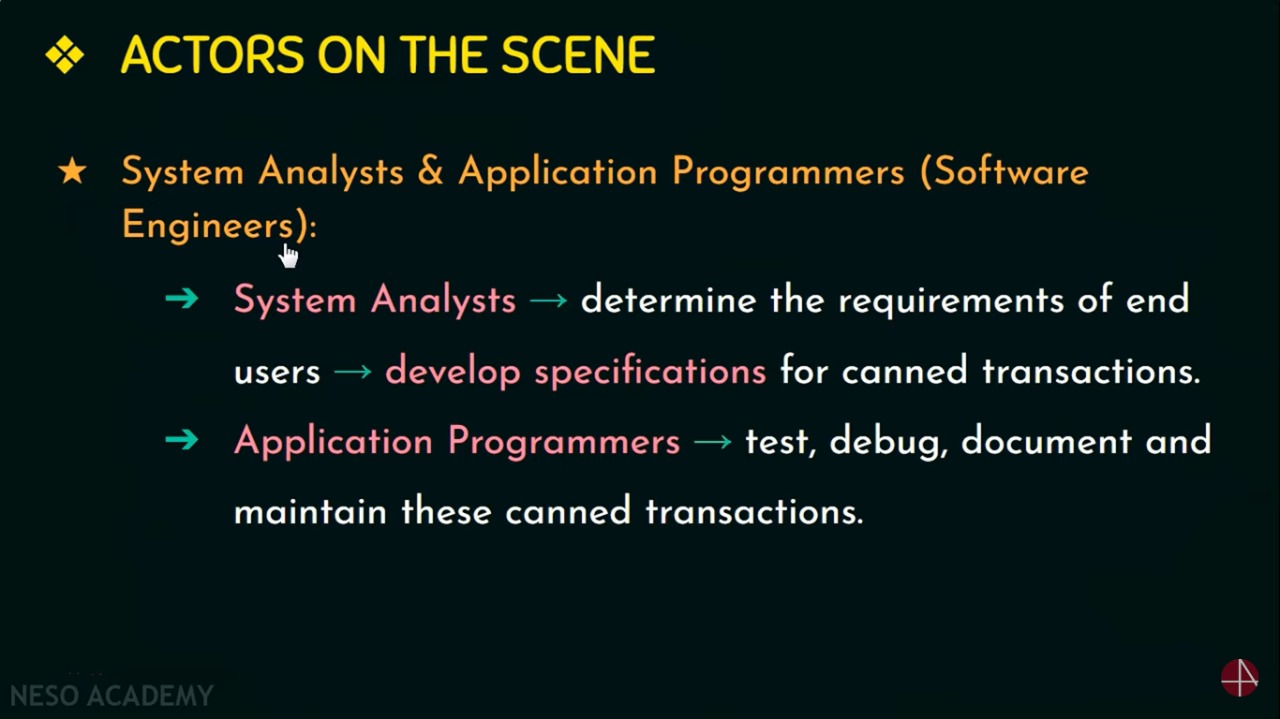 ❖ ACTORS ON THE SCENE
★ System Analysts & Application Programmers (Software
Engineers):
➔ System Analysts → determine the requirements of end
users → develop specifications for canned transactions.
➔ Application Programmers → test, debug, document and
maintain these canned transactions.
NESO ACADEMY